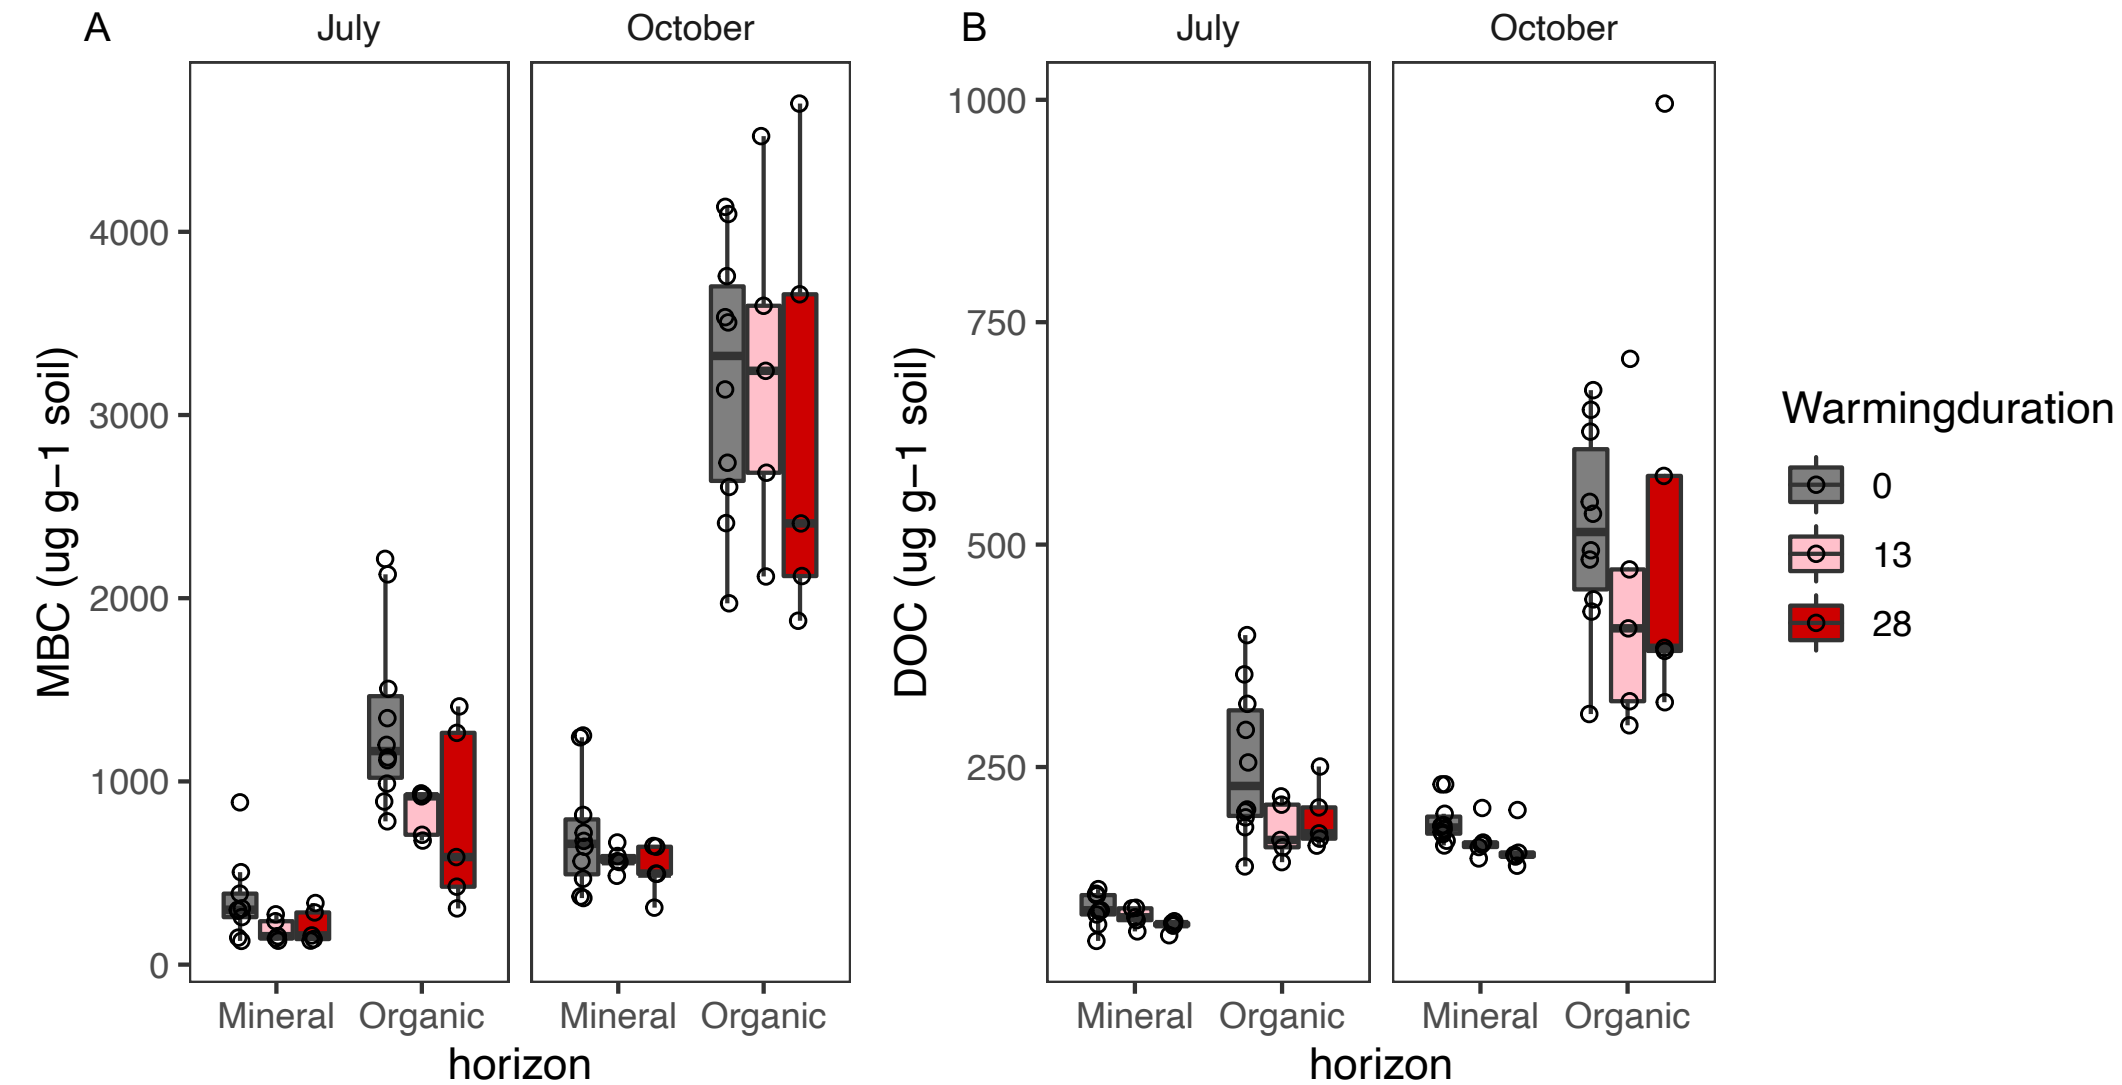 A
July
October
MBC (ug g−1 soil)
4000
3000
2000
1000
0
Mineral
Organic
Mineral
Organic
horizon
B
July
October
DOC (ug g−1 soil)
1000
750
500
250
Mineral
Organic
Mineral
Organic
horizon
Warmingduration
0
13
28